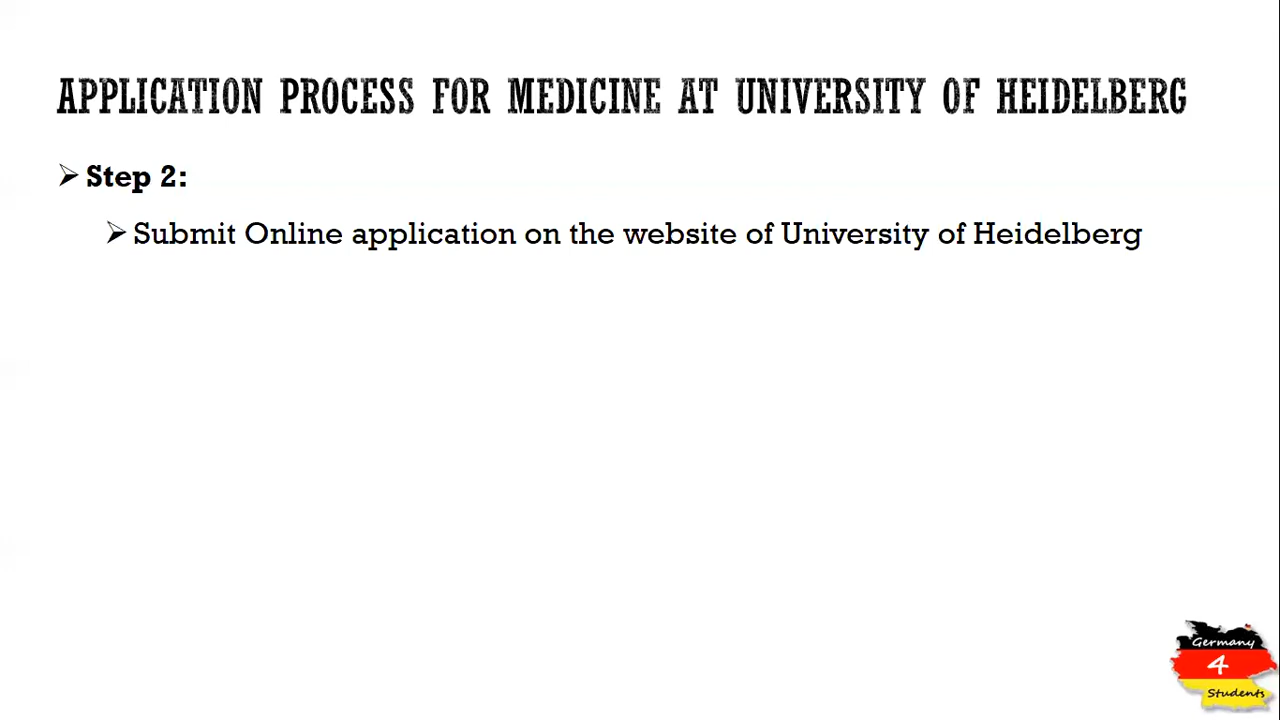 APPLICATION PROCESS FOR MEDICINE AT UNIVERSITY OF HEIDELBERG
Step 2:
Submit Online application on the website of University of Heidelberg
Germany
4
Students